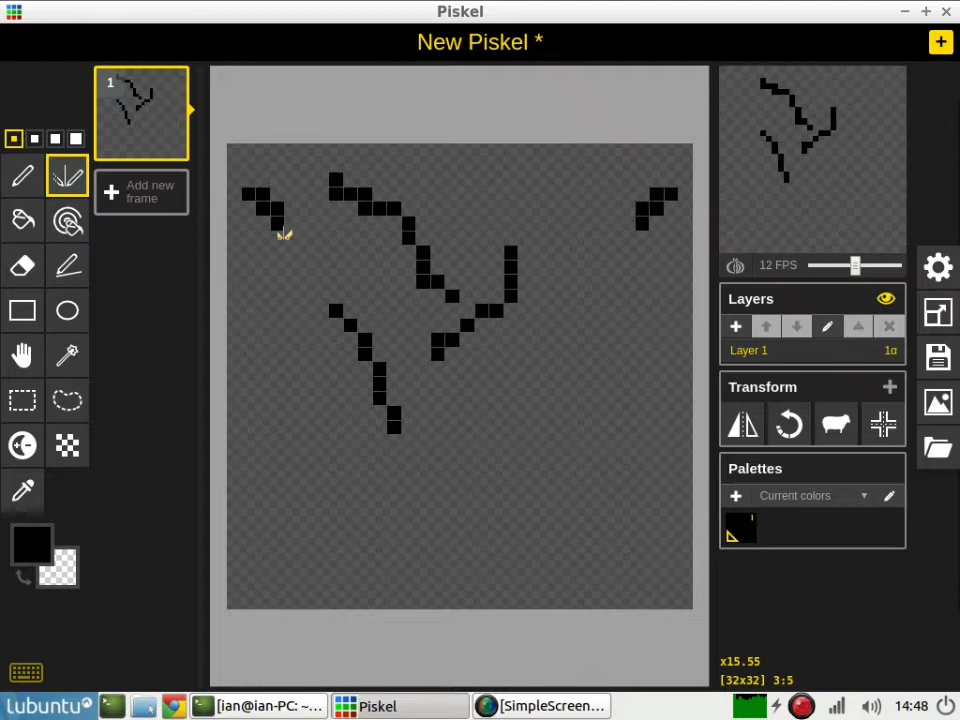 Piskel
New Piskel *
1
Add new
frame
12 FPS
Layers
Layer 1
1α
Transform
Palettes
Current colors
1
x15.55
[32x32] 3:5
lubuntu
[ian@ian-PC: ~...
Piskel
[SimpleScreen...
14:48